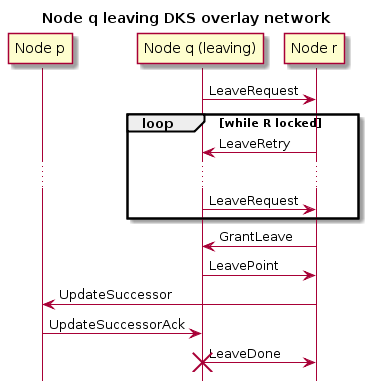 Node q leaving DKS overlay network
Node p
Node q (leaving)
Node r
LeaveRequest
loop
[while R locked]
LeaveRetry
LeaveRequest
GrantLeave
LeavePoint
UpdateSuccessor
UpdateSuccessorAck
LeaveDone